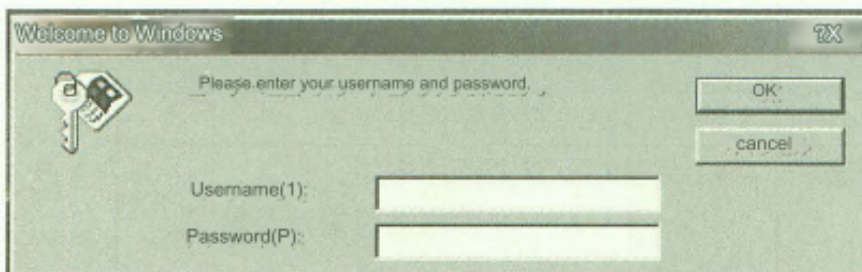 Welcome to Windows
?X
Please enter your username and password.
OK
cancel
Username(1):
Password(P):